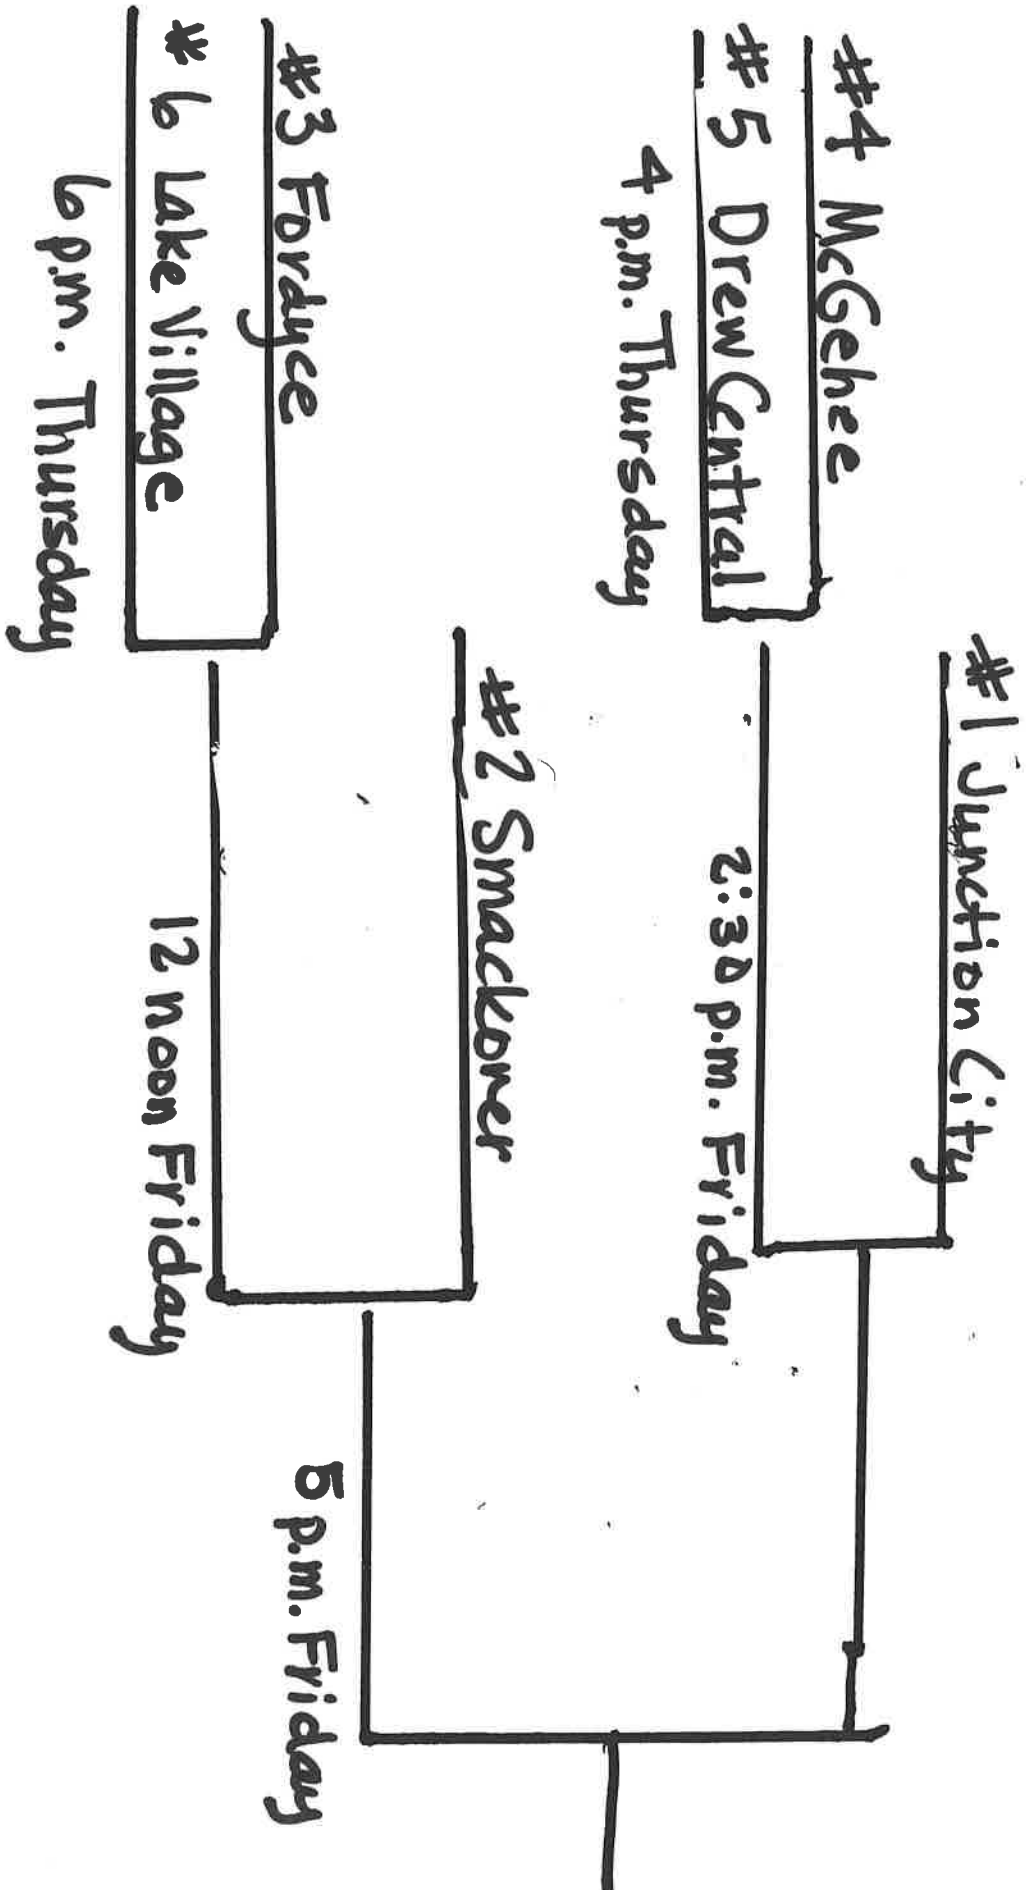 #1 Junction City
#4 McGehee
#5 Drew Central
4 p.m. Thursday
2:30 p.m. Friday
#2 Smackover
#3 Fordyce
#6 Lake Village
6 p.m. Thursday
12 noon Friday
5 p.m. Friday